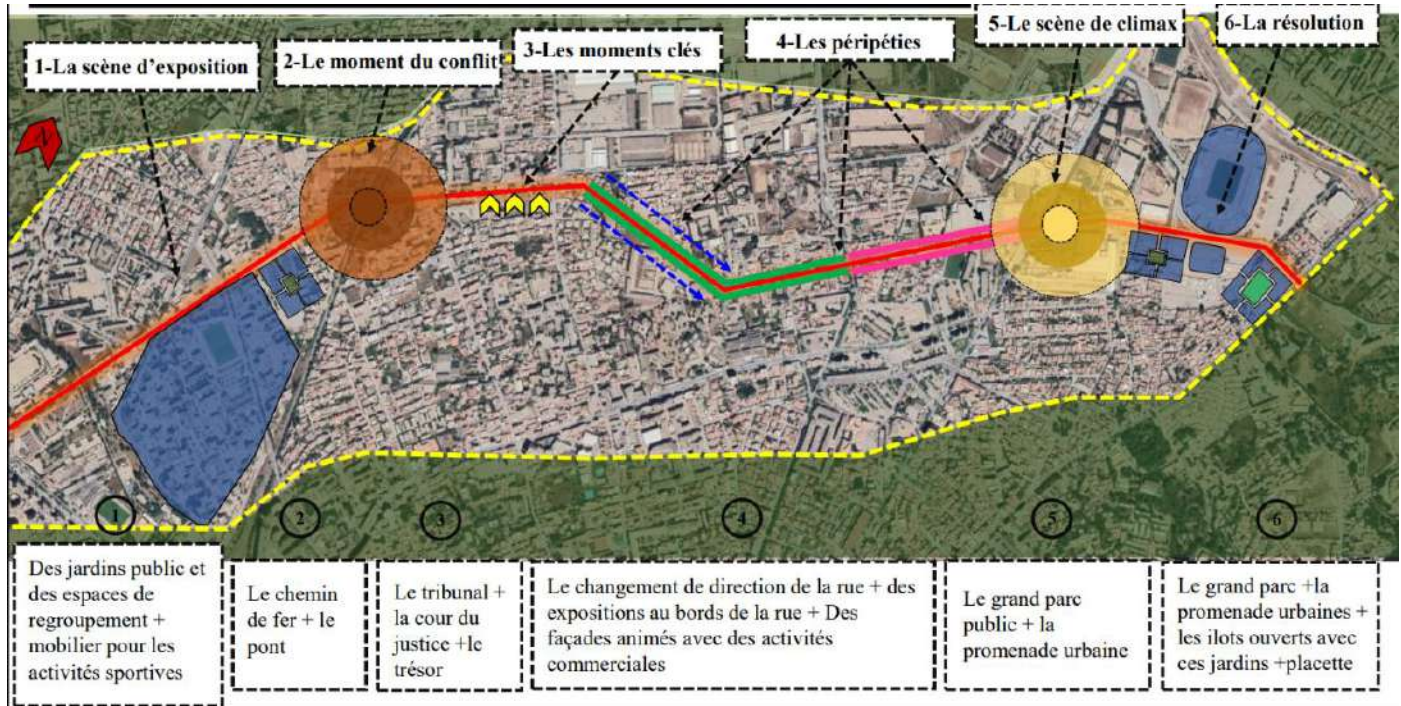 1-La scène d'exposition
2-Le moment du conflit
3-Les moments clés
4-Les péripéties
5-Le scène de climax
6-La résolution
N
1
2
3
4
5
6
Des jardins public et
des espaces de
regroupement +
mobilier pour les
activités sportives
Le chemin
de fer + le
pont
Le tribunal +
la cour du
justice +le
trésor
Le changement de direction de la rue + des
expositions au bords de la rue + Des
façades animés avec des activités
commerciales
Le grand parc
public + la
promenade urbaine
Le grand parc +la
promenade urbaines +
les ilots ouverts avec
ces jardins +placette